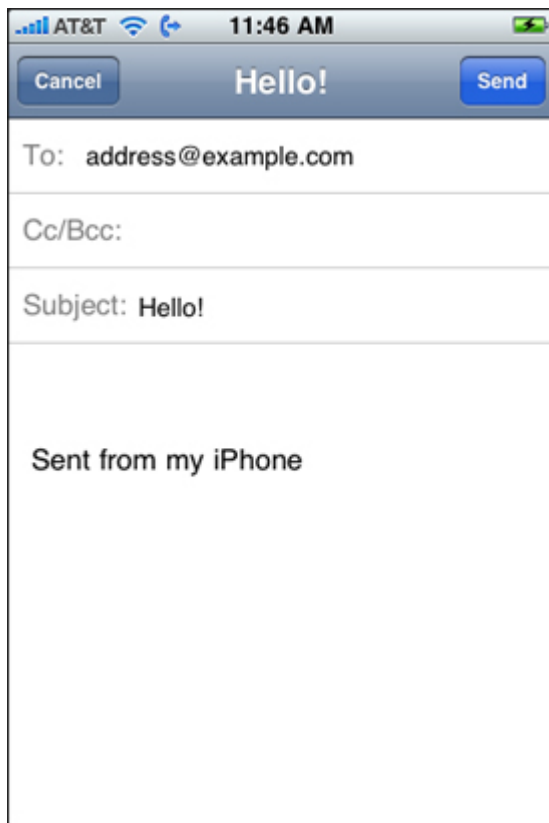 AT&T 11:46 AM
Cancel Hello! Send
To: address@example.com
Cc/Bcc:
Subject: Hello!
Sent from my iPhone